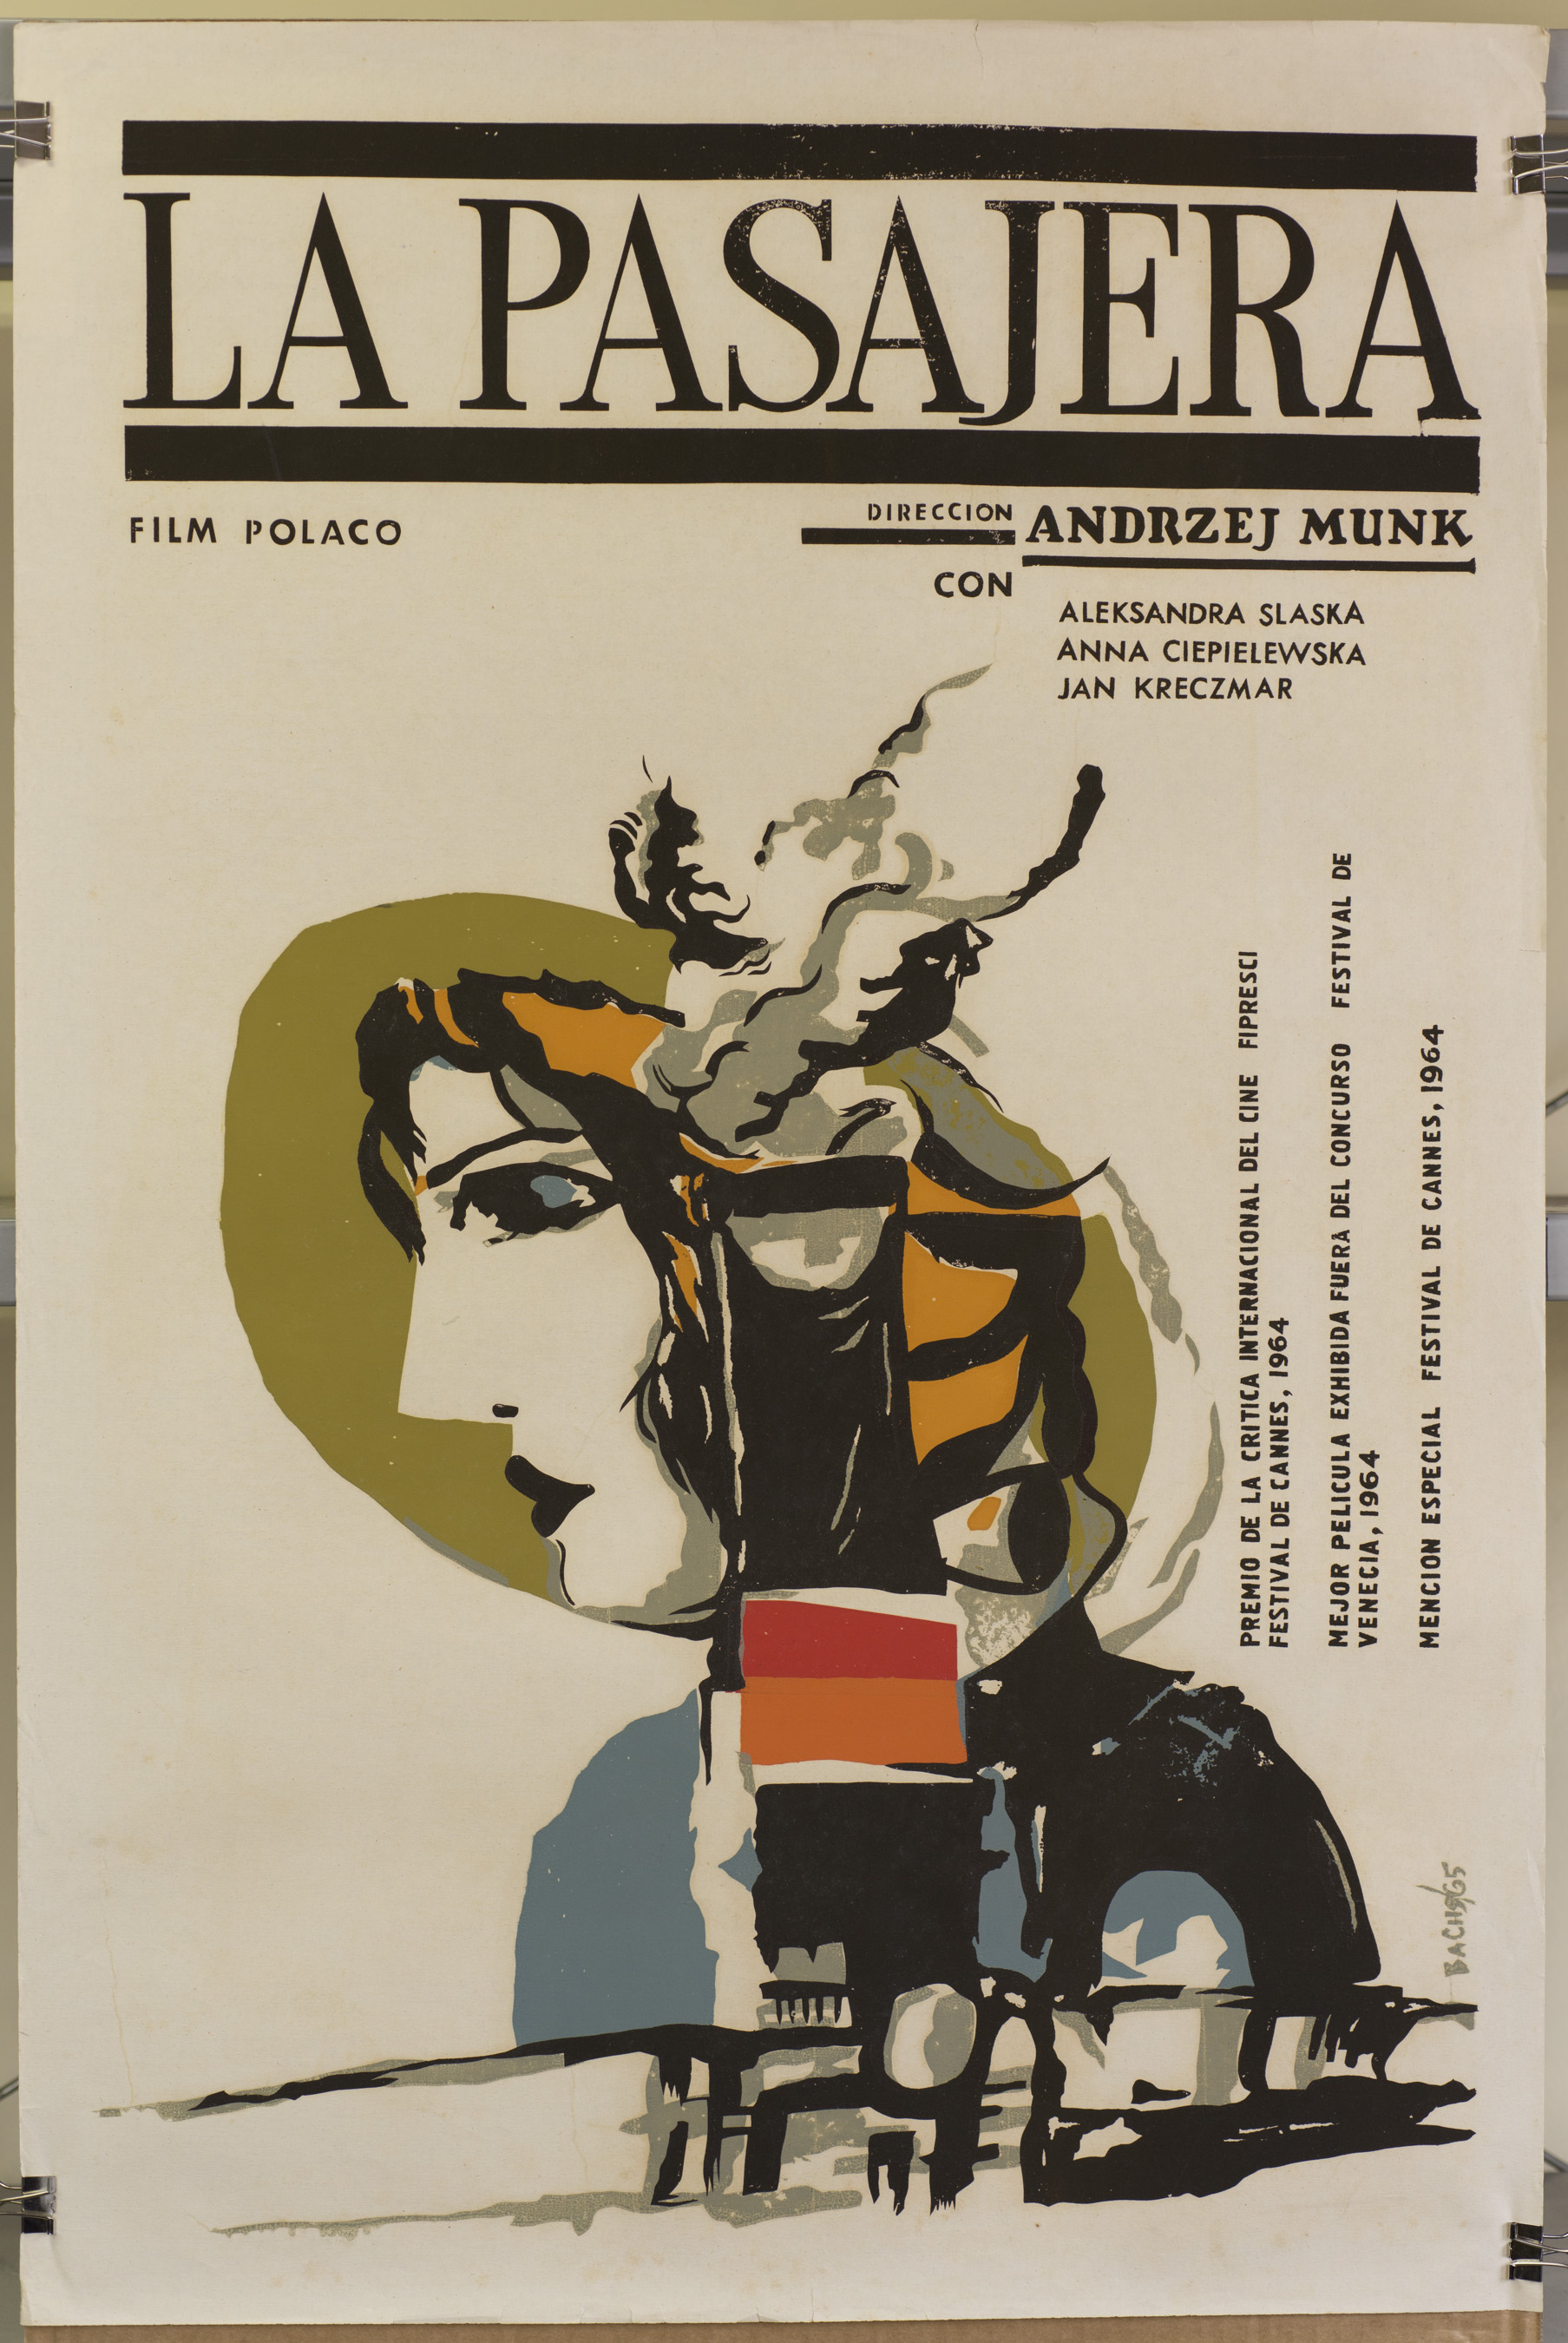 LA PASAJERA
FILM POLACO
DIRECCION ANDRZEJ MUNK
CON
ALEKSANDRA SLASKA
ANNA CIEPIELEWSKA
JAN KRECZMAR
PREMIO DE LA CRITICA INTERNACIONAL DEL CINE FIPRESCI
FESTIVAL DE CANNES, 1964
MEJOR PELICULA EXHIBIDA FUERA DEL CONCURSO FESTIVAL DE
VENECIA, 1964
MENCION ESPECIAL FESTIVAL DE CANNES, 1964
BACHS/65